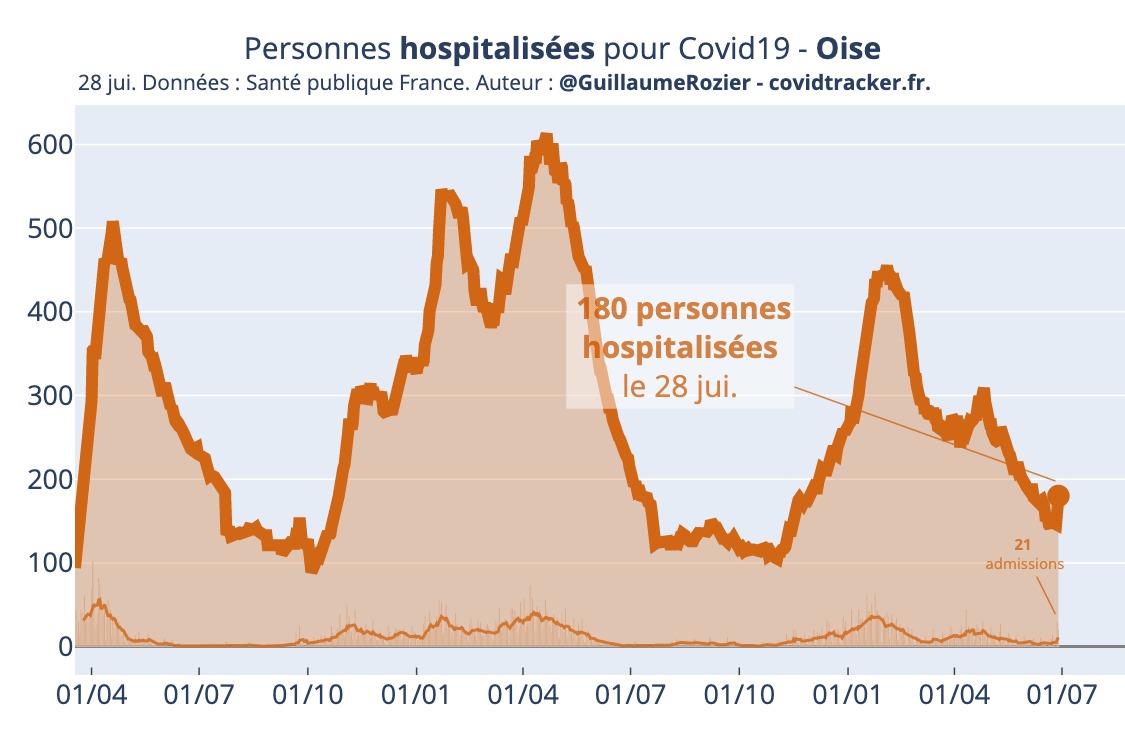 Personnes hospitalisées pour Covid19 - Oise
28 jui. Données : Santé publique France. Auteur : @GuillaumeRozier - covidtracker.fr.
600
500
400
300
200
100
0
180 personnes
hospitalisées
le 28 jui.
21
admissions
01/04 01/07 01/10 01/01 01/04 01/07 01/10 01/01 01/04 01/07